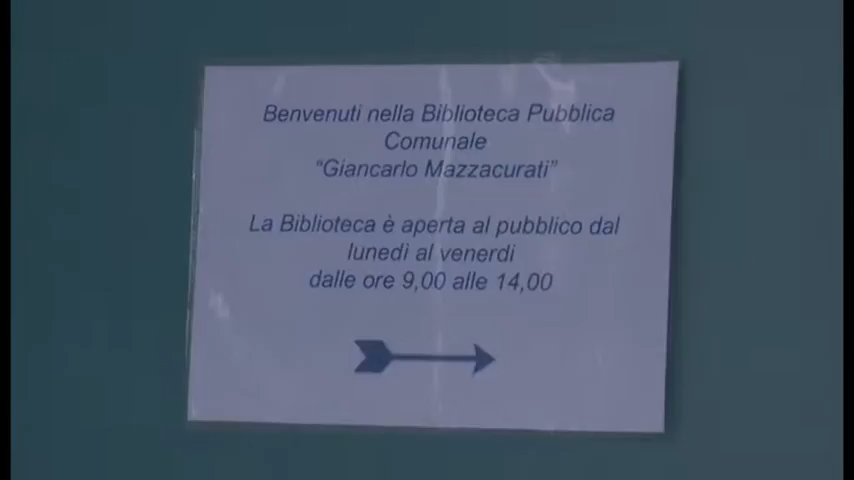 Benvenuti nella Biblioteca Pubblica
Comunale
“Giancarlo Mazzacurati”
La Biblioteca è aperta al pubblico dal
lunedì al venerdì
dalle ore 9,00 alle 14,00